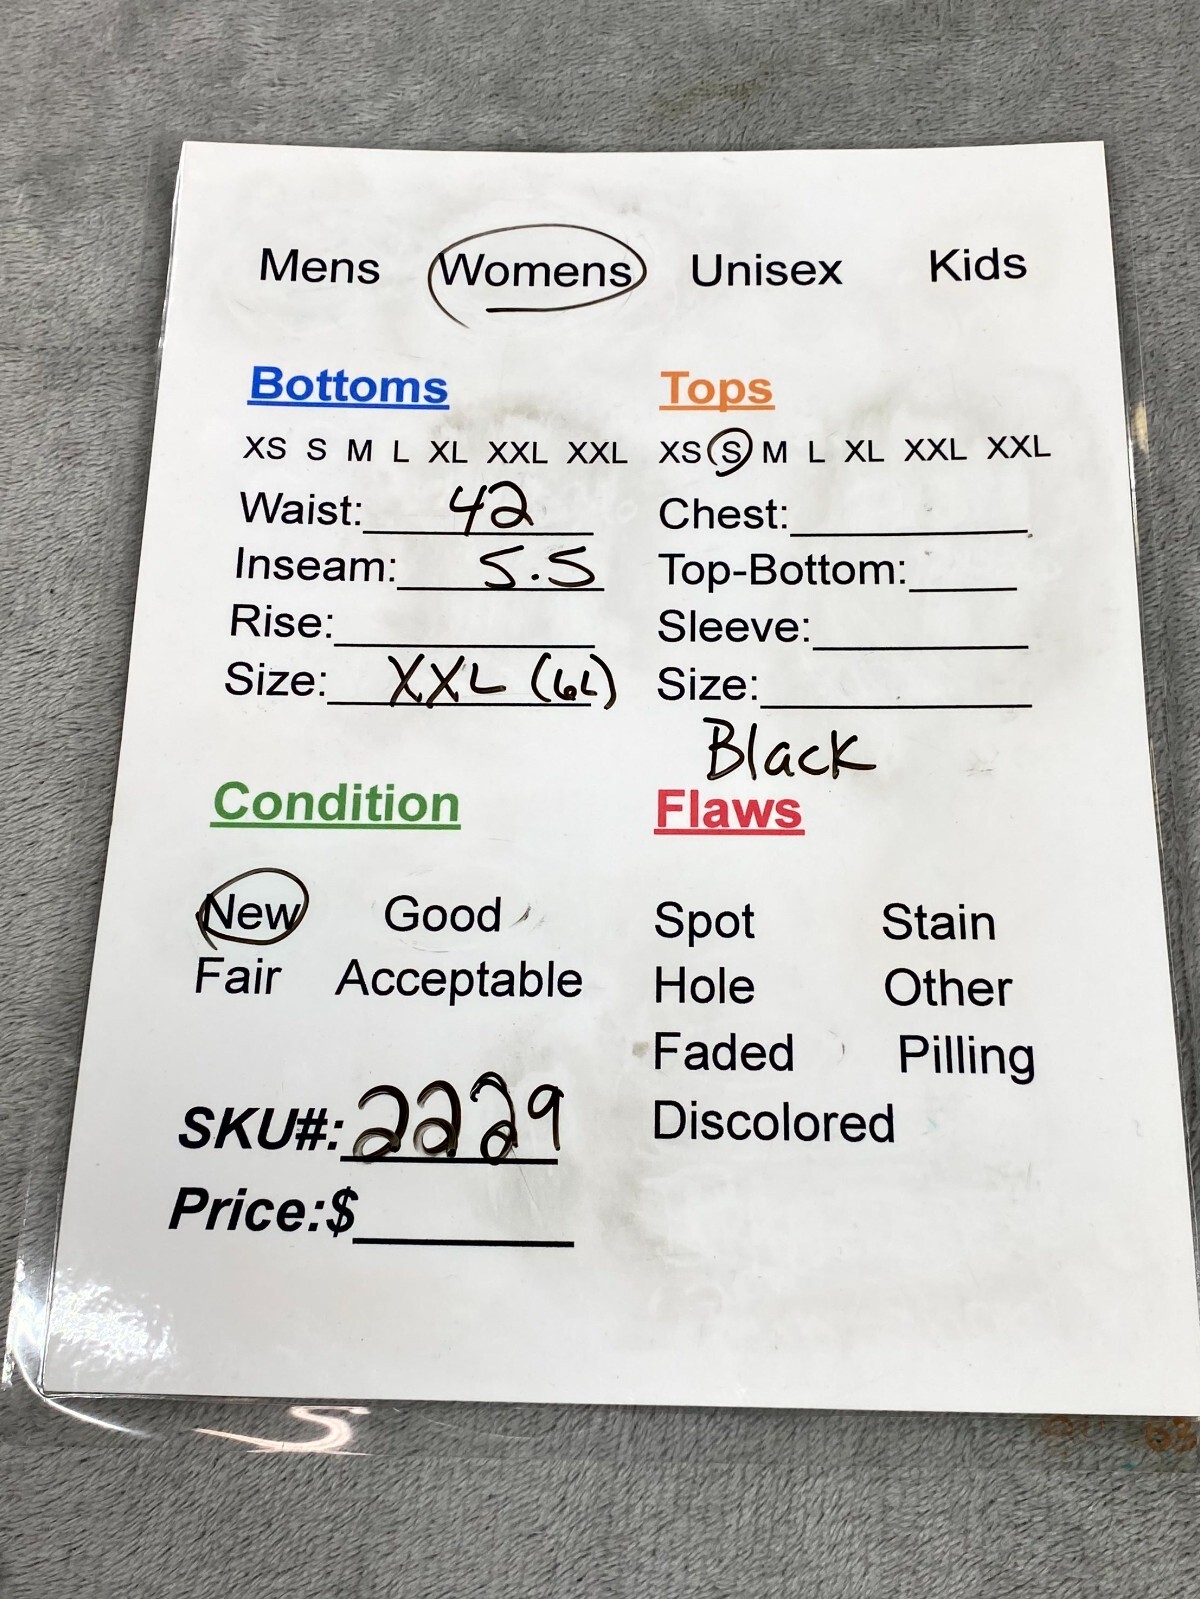 Mens Womens Unisex Kids
Bottoms
XS S M L XL XXL XXL
Waist: 42
Inseam: 5.5
Rise:
Size: XXL (6L)
Tops
XS S M L XL XXL XXL
Chest:
Top-Bottom:
Sleeve:
Size:
Black
Condition
New Good
Fair Acceptable
Flaws
Spot Stain
Hole Other
Faded Pilling
Discolored
SKU#: 2229
Price:$